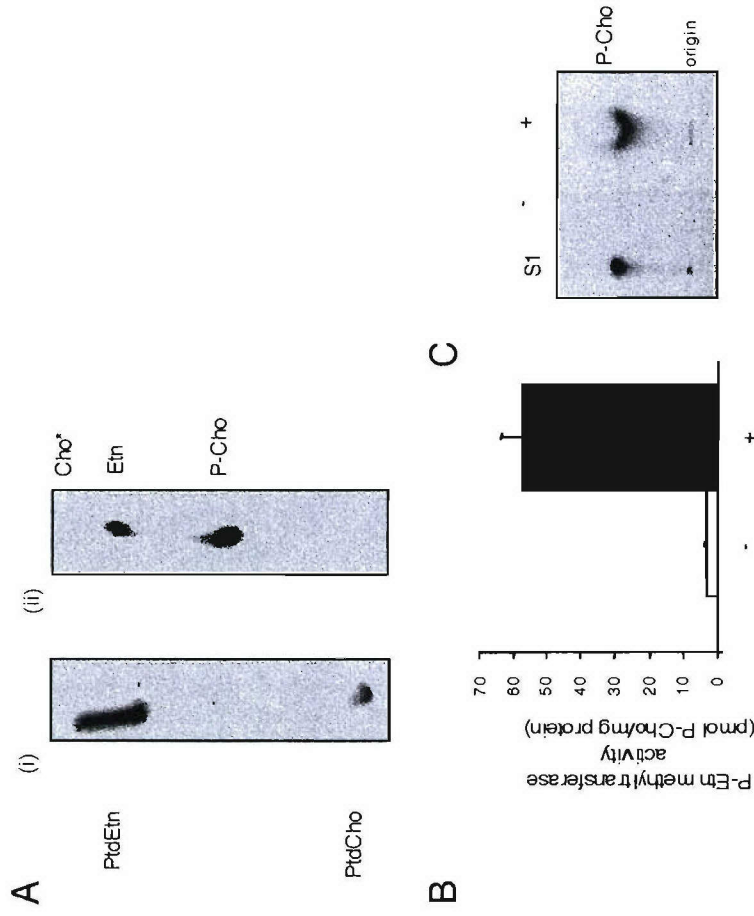 A
(i)
(ii)
PtdEtn
PtdCho
Cho*
Etn
P-Cho
B
P-Etn methyltransferase
activity
(pmol P-Cho/mg protein)
70
60
50
40
30
20
10
0
- +
C
S1 - +
P-Cho
origin